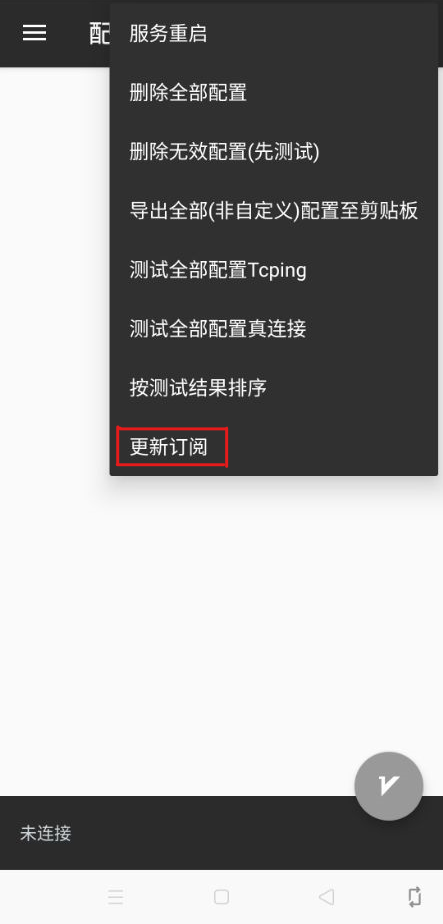 配
服务重启
删除全部配置
删除无效配置(先测试)
导出全部(非自定义)配置至剪贴板
测试全部配置Tcping
测试全部配置真连接
按测试结果排序
更新订阅
未连接